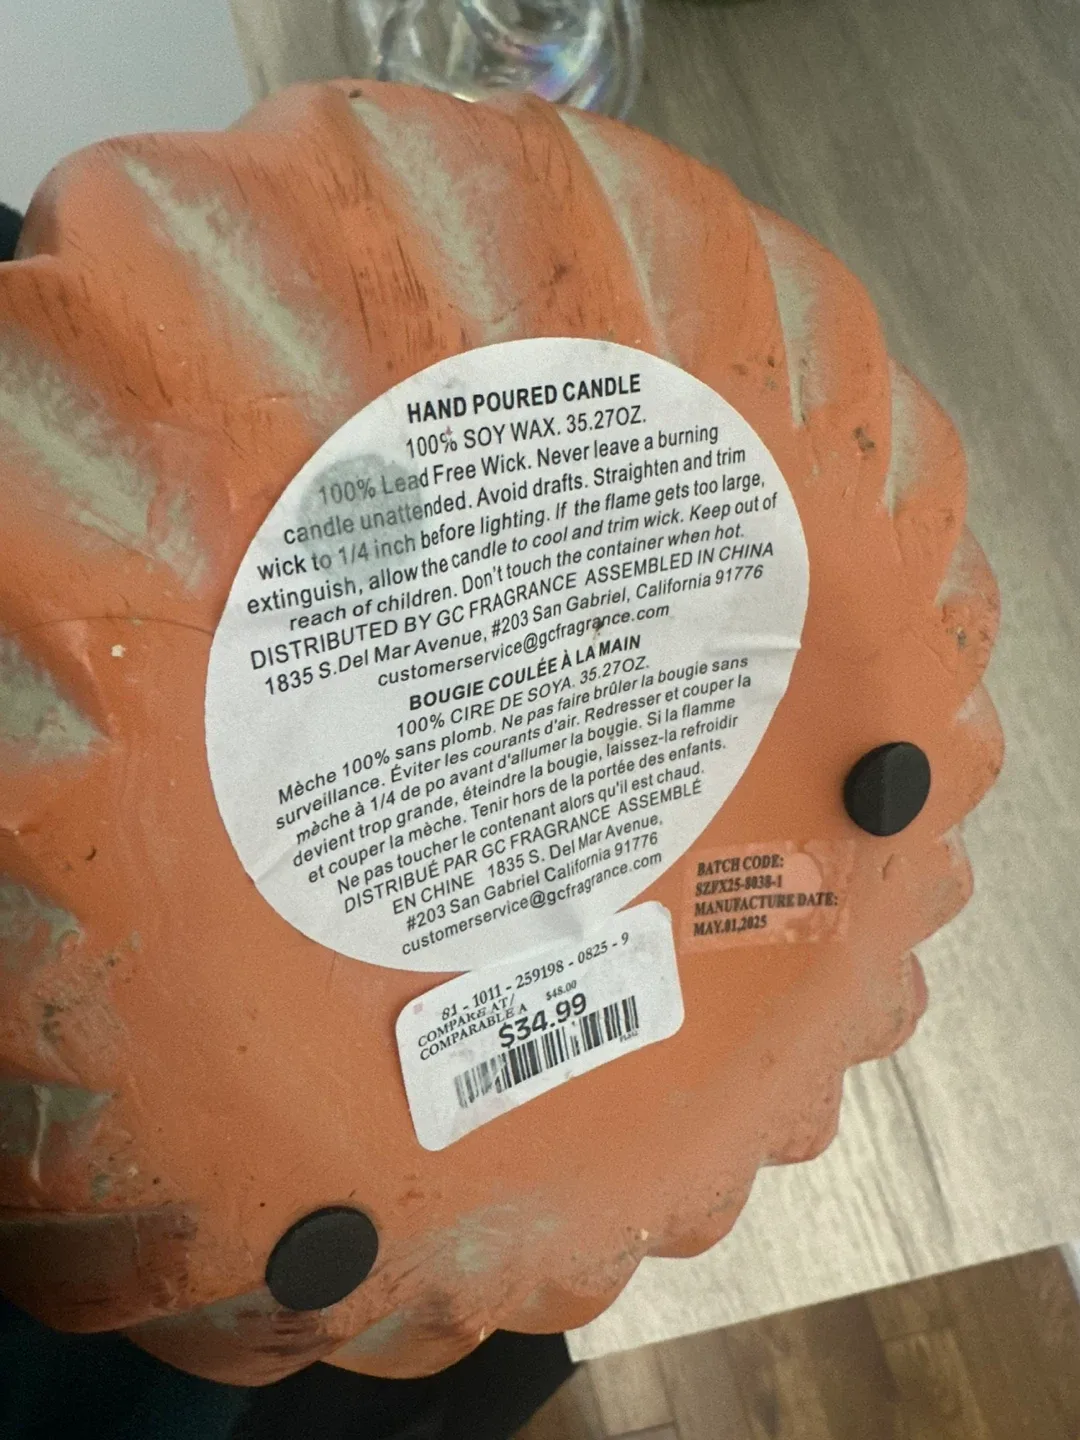 HAND POURED CANDLE
100% SOY WAX. 35.27OZ.
100% Lead Free Wick. Never leave a burning
candle unattended. Avoid drafts. Straighten and trim
wick to 1/4 inch before lighting. If the flame gets too large,
extinguish, allow the candle to cool and trim wick. Keep out of
reach of children. Don't touch the container when hot.
DISTRIBUTED BY GC FRAGRANCE ASSEMBLED IN CHINA
1835 S.Del Mar Avenue, #203 San Gabriel, California 91776
customerservice@gcfragrance.com
BOUGIE COULÉE À LA MAIN
100% CIRE DE SOYA. 35.27OZ.
Mèche 100% sans plomb. Ne pas faire brûler la bougie sans
surveillance. Éviter les courants d'air. Redresser et couper la
mèche à 1/4 de po avant d'allumer la bougie. Si la flamme
devient trop grande, éteindre la bougie, laissez-la refroidir
et couper la mèche. Tenir hors de la portée des enfants.
Ne pas toucher le contenant alors qu'il est chaud.
DISTRIBUÉ PAR GC FRAGRANCE ASSEMBLÉ
EN CHINE 1835 S. Del Mar Avenue,
#203 San Gabriel California 91776
customerservice@gcfragrance.com
BATCH CODE:
SZFX25-8038-1
MANUFACTURE DATE:
MAY.01,2025
81 - 1011 - 259198 - 0825 - 9
COMPARE AT/
COMPARABLE A $48.00
$34.99